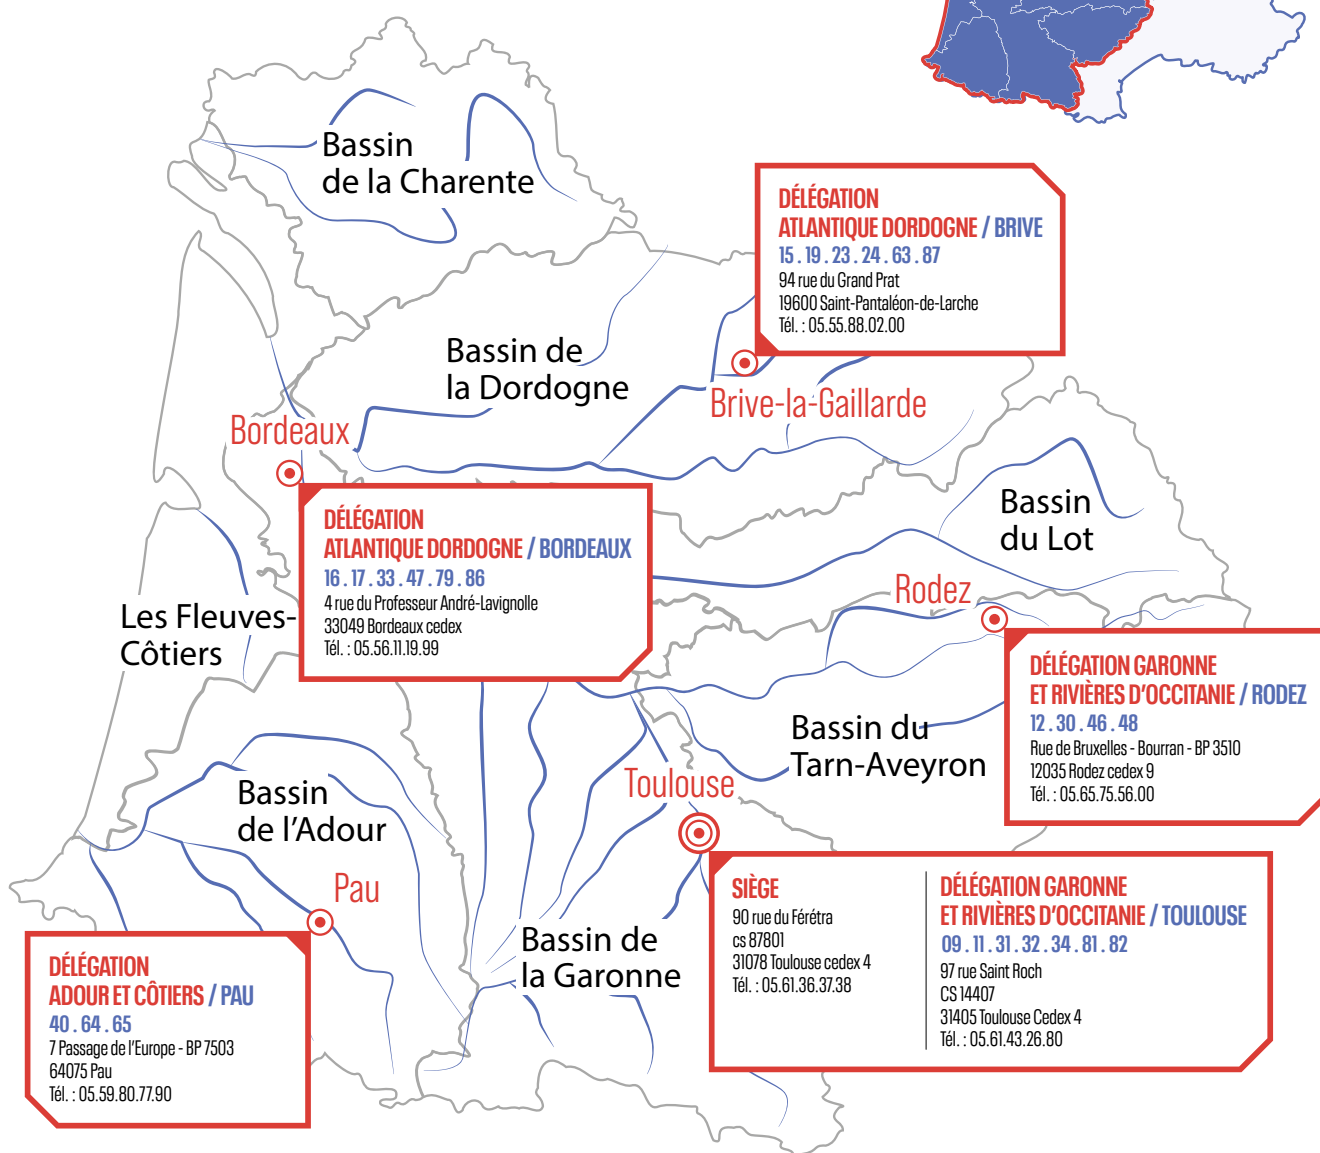 Bassin
de la Charente
DÉLÉGATION
ATLANTIQUE DORDOGNE / BRIVE
15 . 19 . 23 . 24 . 63 . 87
94 rue du Grand Prat
19600 Saint-Pantaléon-de-Larche
Tél. : 05.55.88.02.00
Bassin de
la Dordogne
Brive-la-Gaillarde
Bordeaux
DÉLÉGATION
ATLANTIQUE DORDOGNE / BORDEAUX
16 . 17 . 33 . 47 . 79 . 86
4 rue du Professeur André-Lavignolle
33049 Bordeaux cedex
Tél. : 05.56.11.19.99
Bassin
du Lot
Les Fleuves-
Côtiers
Rodez
DÉLÉGATION GARONNE
ET RIVIÈRES D'OCCITANIE / RODEZ
12 . 30 . 46 . 48
Rue de Bruxelles - Bourran - BP 3510
12035 Rodez cedex 9
Tél. : 05.65.75.56.00
Bassin du
Tarn-Aveyron
Toulouse
Bassin
de l'Adour
Pau
Bassin de
la Garonne
SIÈGE
90 rue du Férétra
cs 87801
31078 Toulouse cedex 4
Tél. : 05.61.36.37.38
DÉLÉGATION GARONNE
ET RIVIÈRES D'OCCITANIE / TOULOUSE
09 . 11 . 31 . 32 . 34 . 81 . 82
97 rue Saint Roch
CS 14407
31405 Toulouse Cedex 4
Tél. : 05.61.43.26.80
DÉLÉGATION
ADOUR ET CÔTIERS / PAU
40 . 64 . 65
7 Passage de l'Europe - BP 7503
64075 Pau
Tél. : 05.59.80.77.90